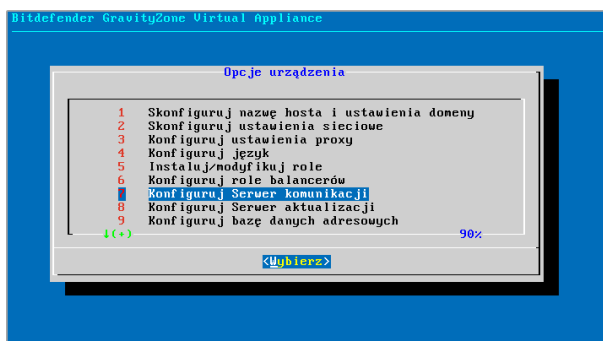 Bitdefender GravityZone Virtual Appliance
Opcje urządzenia
1 Skonfiguruj nazwę hosta i ustawienia domeny
2 Skonfiguruj ustawienia sieciowe
3 Konfiguruj ustawienia proxy
4 Konfiguruj język
5 Instaluj/modyfikuj role
6 Konfiguruj role balancerów
7 Konfiguruj Serwer komunikacji
8 Konfiguruj Serwer aktualizacji
9 Konfiguruj bazę danych adresowych
↓(+) 90%
<Wybierz>